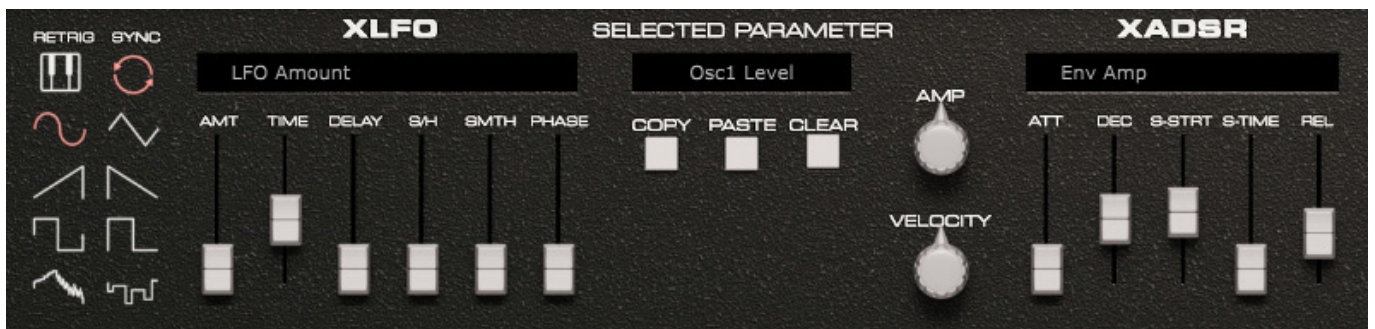 XLFO
SELECTED PARAMETER
XADSR
RETRIG SYNC
LFO Amount
Osc1 Level
Env Amp
AMP
AMT TIME DELAY S/H SMTH PHASE
COPY PASTE CLEAR
ATT DEC S-STRT S-TIME REL
VELOCITY